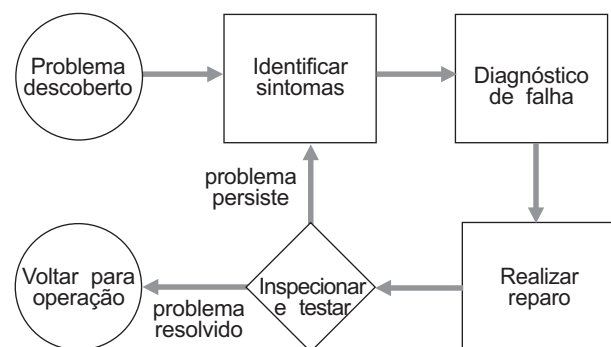 Problema
descoberto
Identificar
sintomas
Diagnóstico
de falha
problema
persiste
Voltar para
operação
problema
resolvido
Inspecionar
e testar
Realizar
reparo